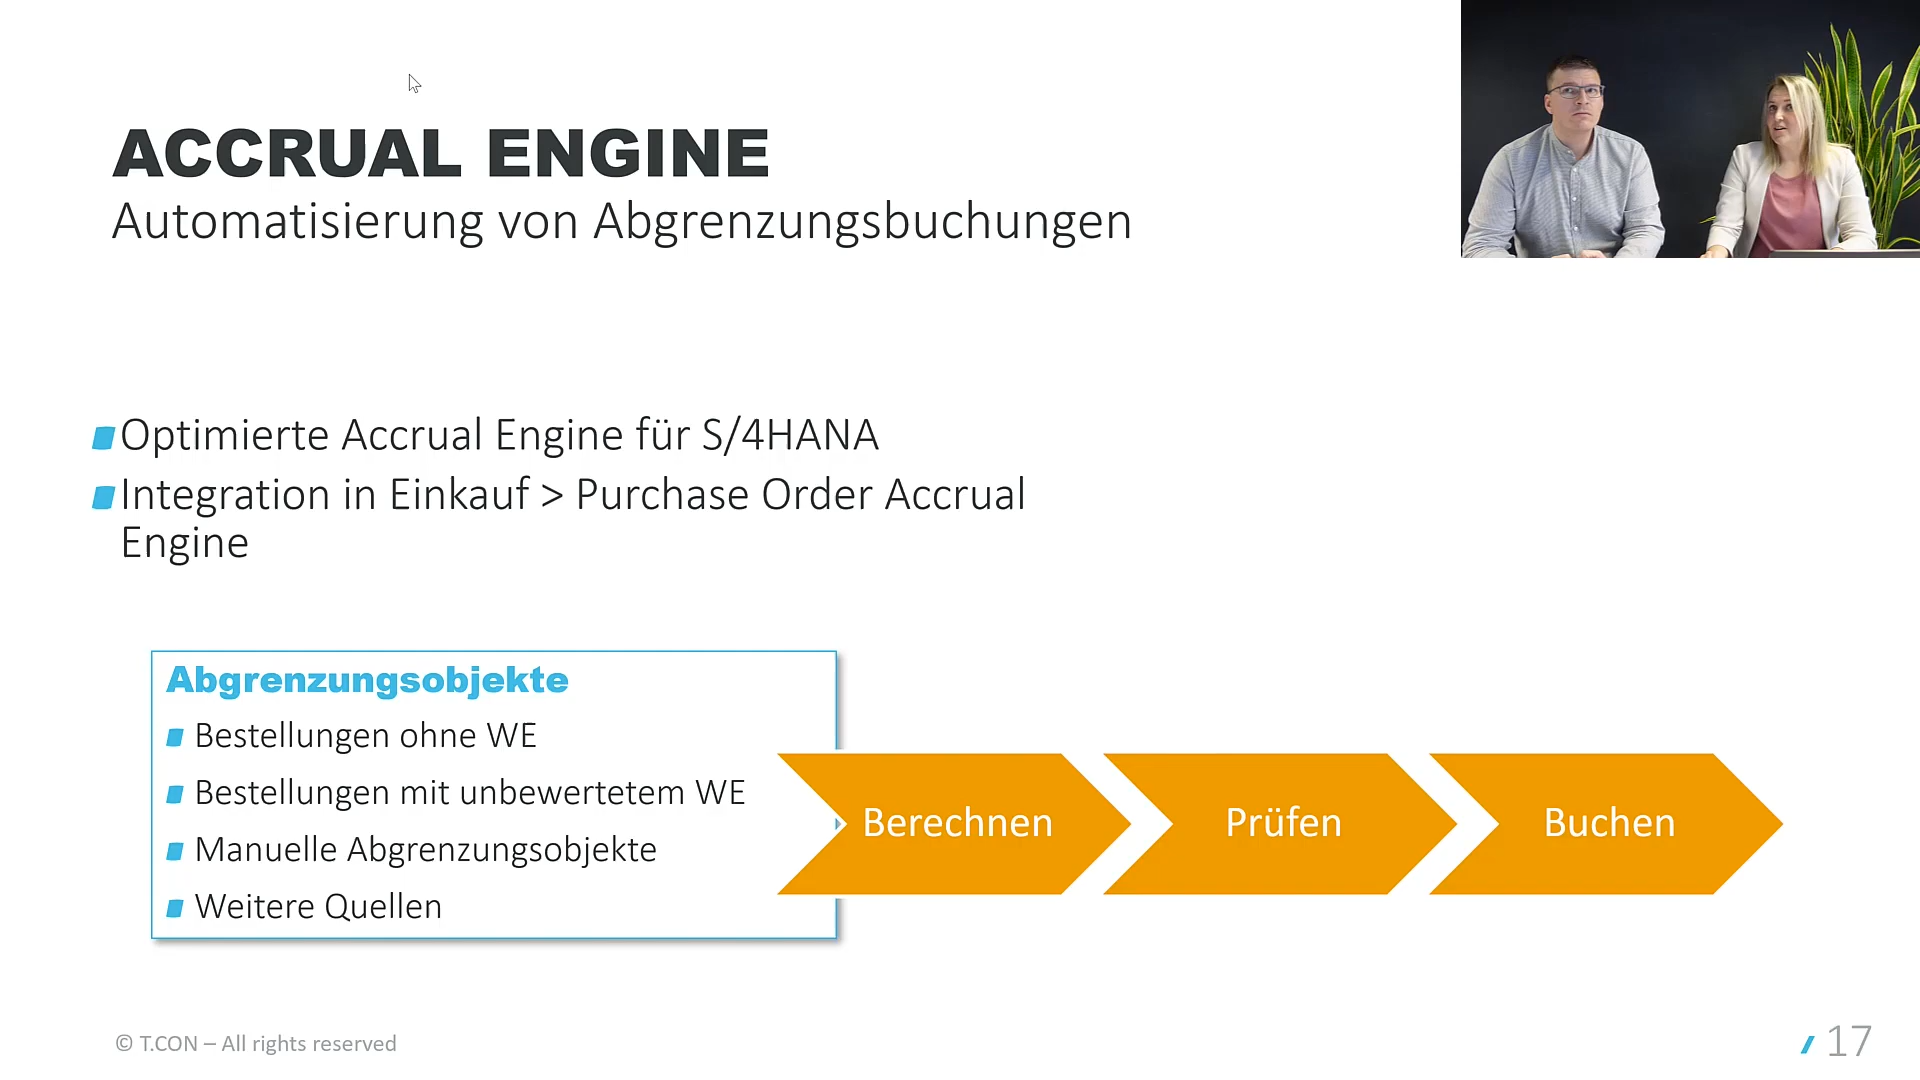 ACCRUAL ENGINE
Automatisierung von Abgrenzungsbuchungen
Optimierte Accrual Engine für S/4HANA
Integration in Einkauf > Purchase Order Accrual
Engine
Abgrenzungsobjekte
Bestellungen ohne WE
Bestellungen mit unbewertetem WE
Manuelle Abgrenzungsobjekte
Weitere Quellen
Berechnen
Prüfen
Buchen
© T.CON – All rights reserved
17